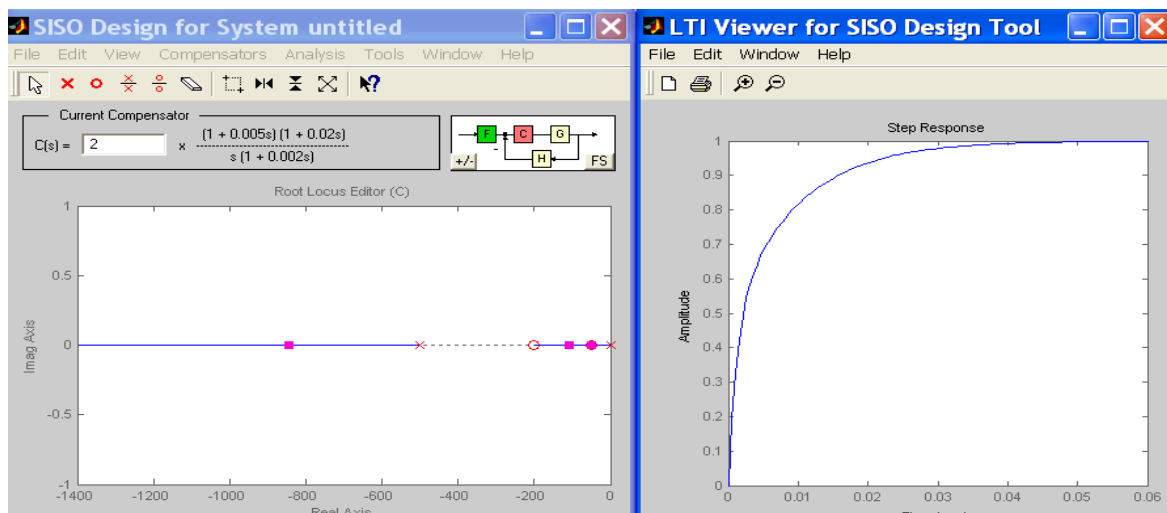 SISO Design for System untitled
File Edit View Compensators Analysis Tools Window Help
Current Compensator
C(s) = 2 x (1 + 0.005s) (1 + 0.02s)
s (1 + 0.002s)
F C G
H
+/- FS
Root Locus Editor (C)
1
0.5
0
-0.5
-1
-1400 -1200 -1000 -800 -600 -400 -200 0
Imag Axis
Real Axis
LTI Viewer for SISO Design Tool
File Edit Window Help
Step Response
1
0.9
0.8
0.7
0.6
0.5
0.4
0.3
0.2
0.1
0
0 0.01 0.02 0.03 0.04 0.05 0.06
Amplitude